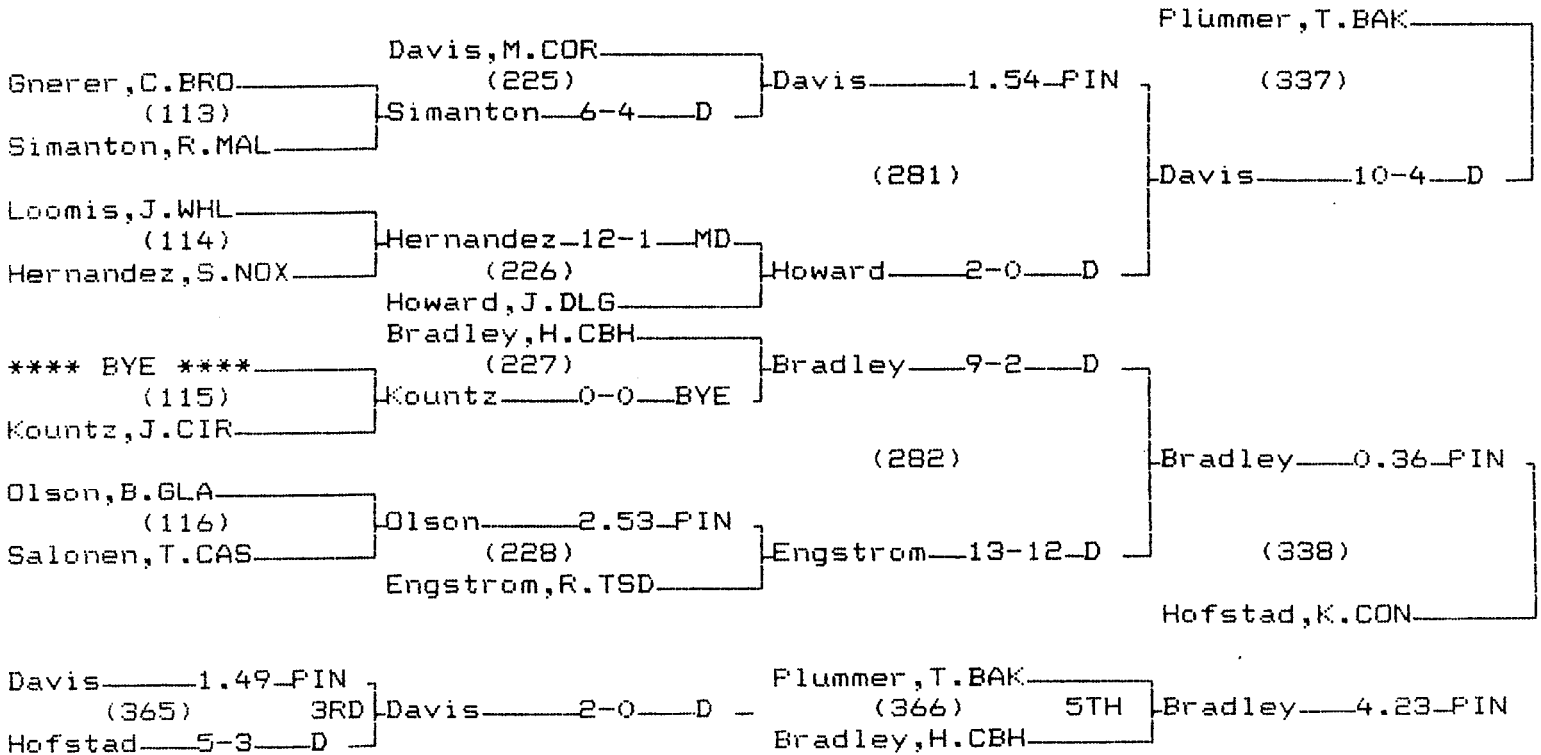 Plummer,T.BAK
Davis,M.COR
Gnerer,C.BRO (225) Davis 1.54 PIN (337)
(113) Simanton 6-4 D
Simanton,R.MAL
(281) Davis 10-4 D
Loomis,J.WHL
(114) Hernandez 12-1 MD
Hernandez,S.NOX (226) Howard 2-0 D
Howard,J.DLG
Bradley,H.CBH
**** BYE **** (227) Bradley 9-2 D
(115) Kountz 0-0 BYE
Kountz,J.CIR
(282) Bradley 0.36 PIN
Olson,B.GLA
(116) Olson 2.53 PIN
Salonen,T.CAS (228) Engstrom 13-12 D (338)
Engstrom,R.TSD
Hofstad,K.CON
Davis 1.49 PIN Plummer,T.BAK
(365) 3RD Davis 2-0 D (366) 5TH Bradley 4.23 PIN
Hofstad 5-3 D Bradley,H.CBH